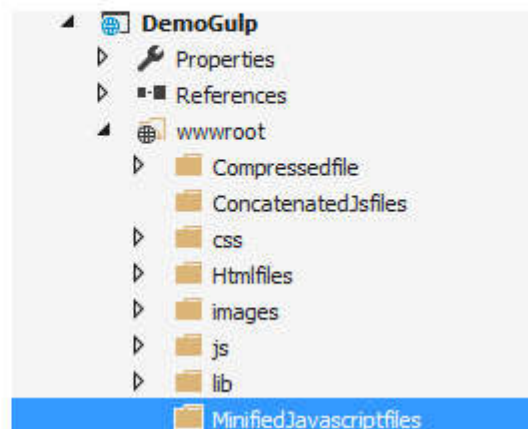 DemoGulp
Properties
References
wwwroot
Compressedfile
ConcatenatedJsfiles
css
Htmlfiles
images
js
lib
MinifiedJavascriptfiles